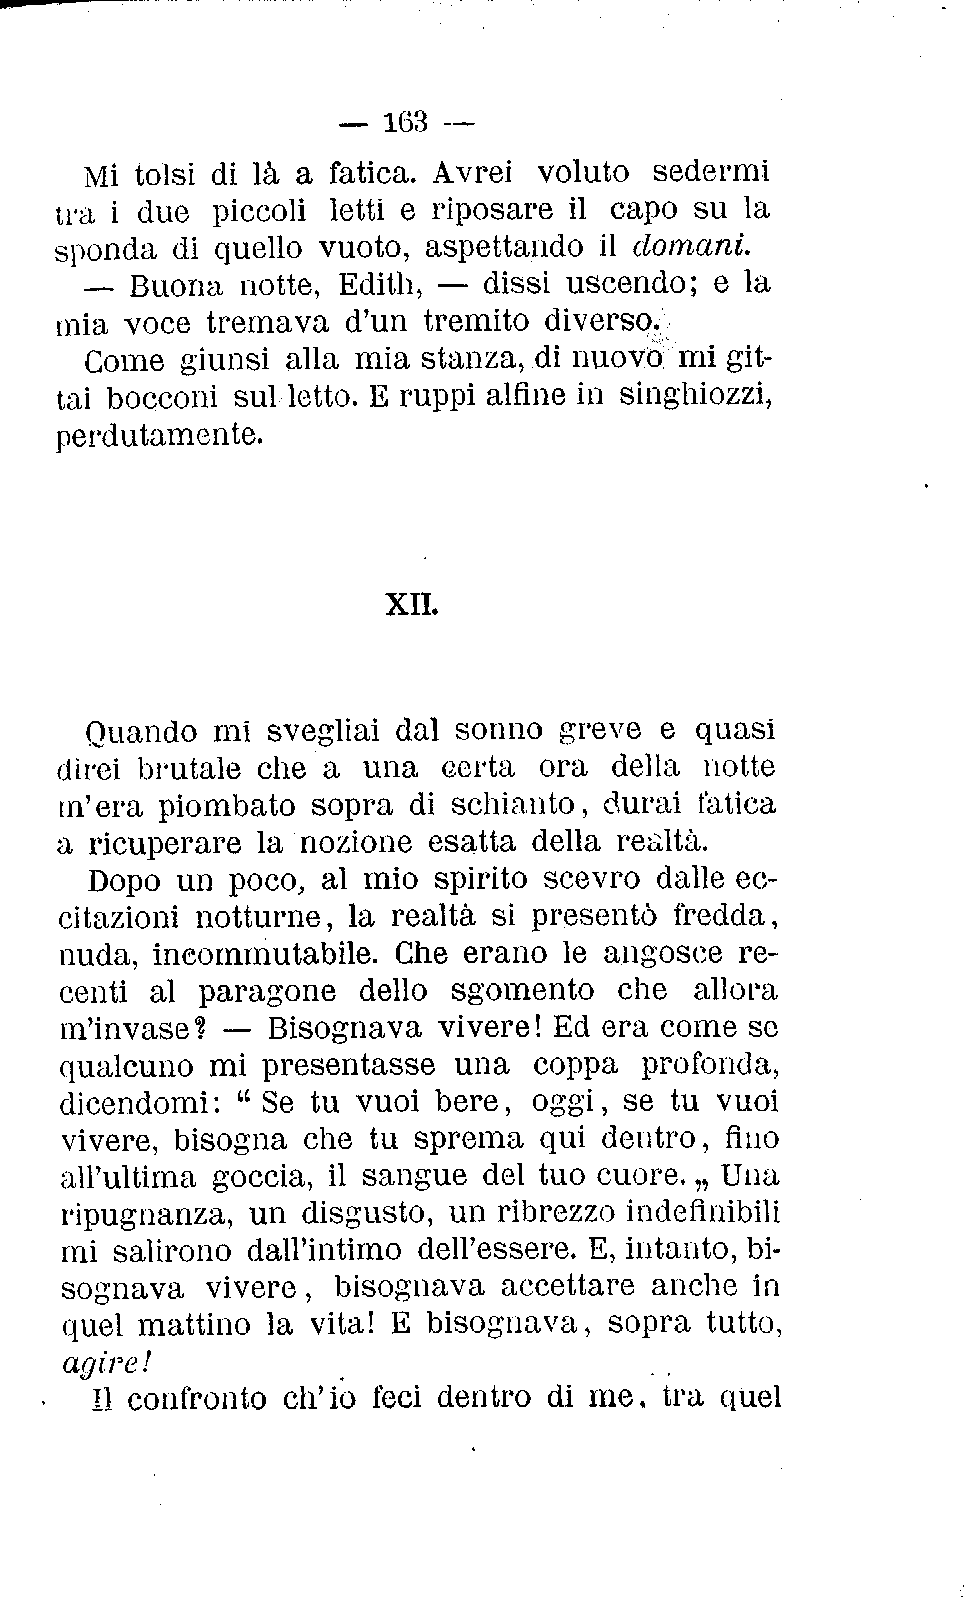 — 163 —
Mi tolsi di là a fatica. Avrei voluto sedermi
tra i due piccoli letti e riposare il capo su la
sponda di quello vuoto, aspettando il domani.
— Buona notte, Edith, — dissi uscendo; e la
mia voce tremava d'un tremito diverso.
Come giunsi alla mia stanza, di nuovo mi git-
tai bocconi sul letto. E ruppi alfine in singhiozzi,
perdutamente.
XII.
Quando mi svegliai dal sonno greve e quasi
direi brutale che a una certa ora della notte
m'era piombato sopra di schianto, durai fatica
a ricuperare la nozione esatta della realtà.
Dopo un poco, al mio spirito scevro dalle ec-
citazioni notturne, la realtà si presentò fredda,
nuda, incommutabile. Che erano le angosce re-
centi al paragone dello sgomento che allora
m'invase? — Bisognava vivere! Ed era come se
qualcuno mi presentasse una coppa profonda,
dicendomi: “ Se tu vuoi bere, oggi, se tu vuoi
vivere, bisogna che tu sprema qui dentro, fino
all'ultima goccia, il sangue del tuo cuore. „ Una
ripugnanza, un disgusto, un ribrezzo indefinibili
mi salirono dall'intimo dell'essere. E, intanto, bi-
sognava vivere, bisognava accettare anche in
quel mattino la vita! E bisognava, sopra tutto,
agire!
Il confronto ch'io feci dentro di me, tra quel